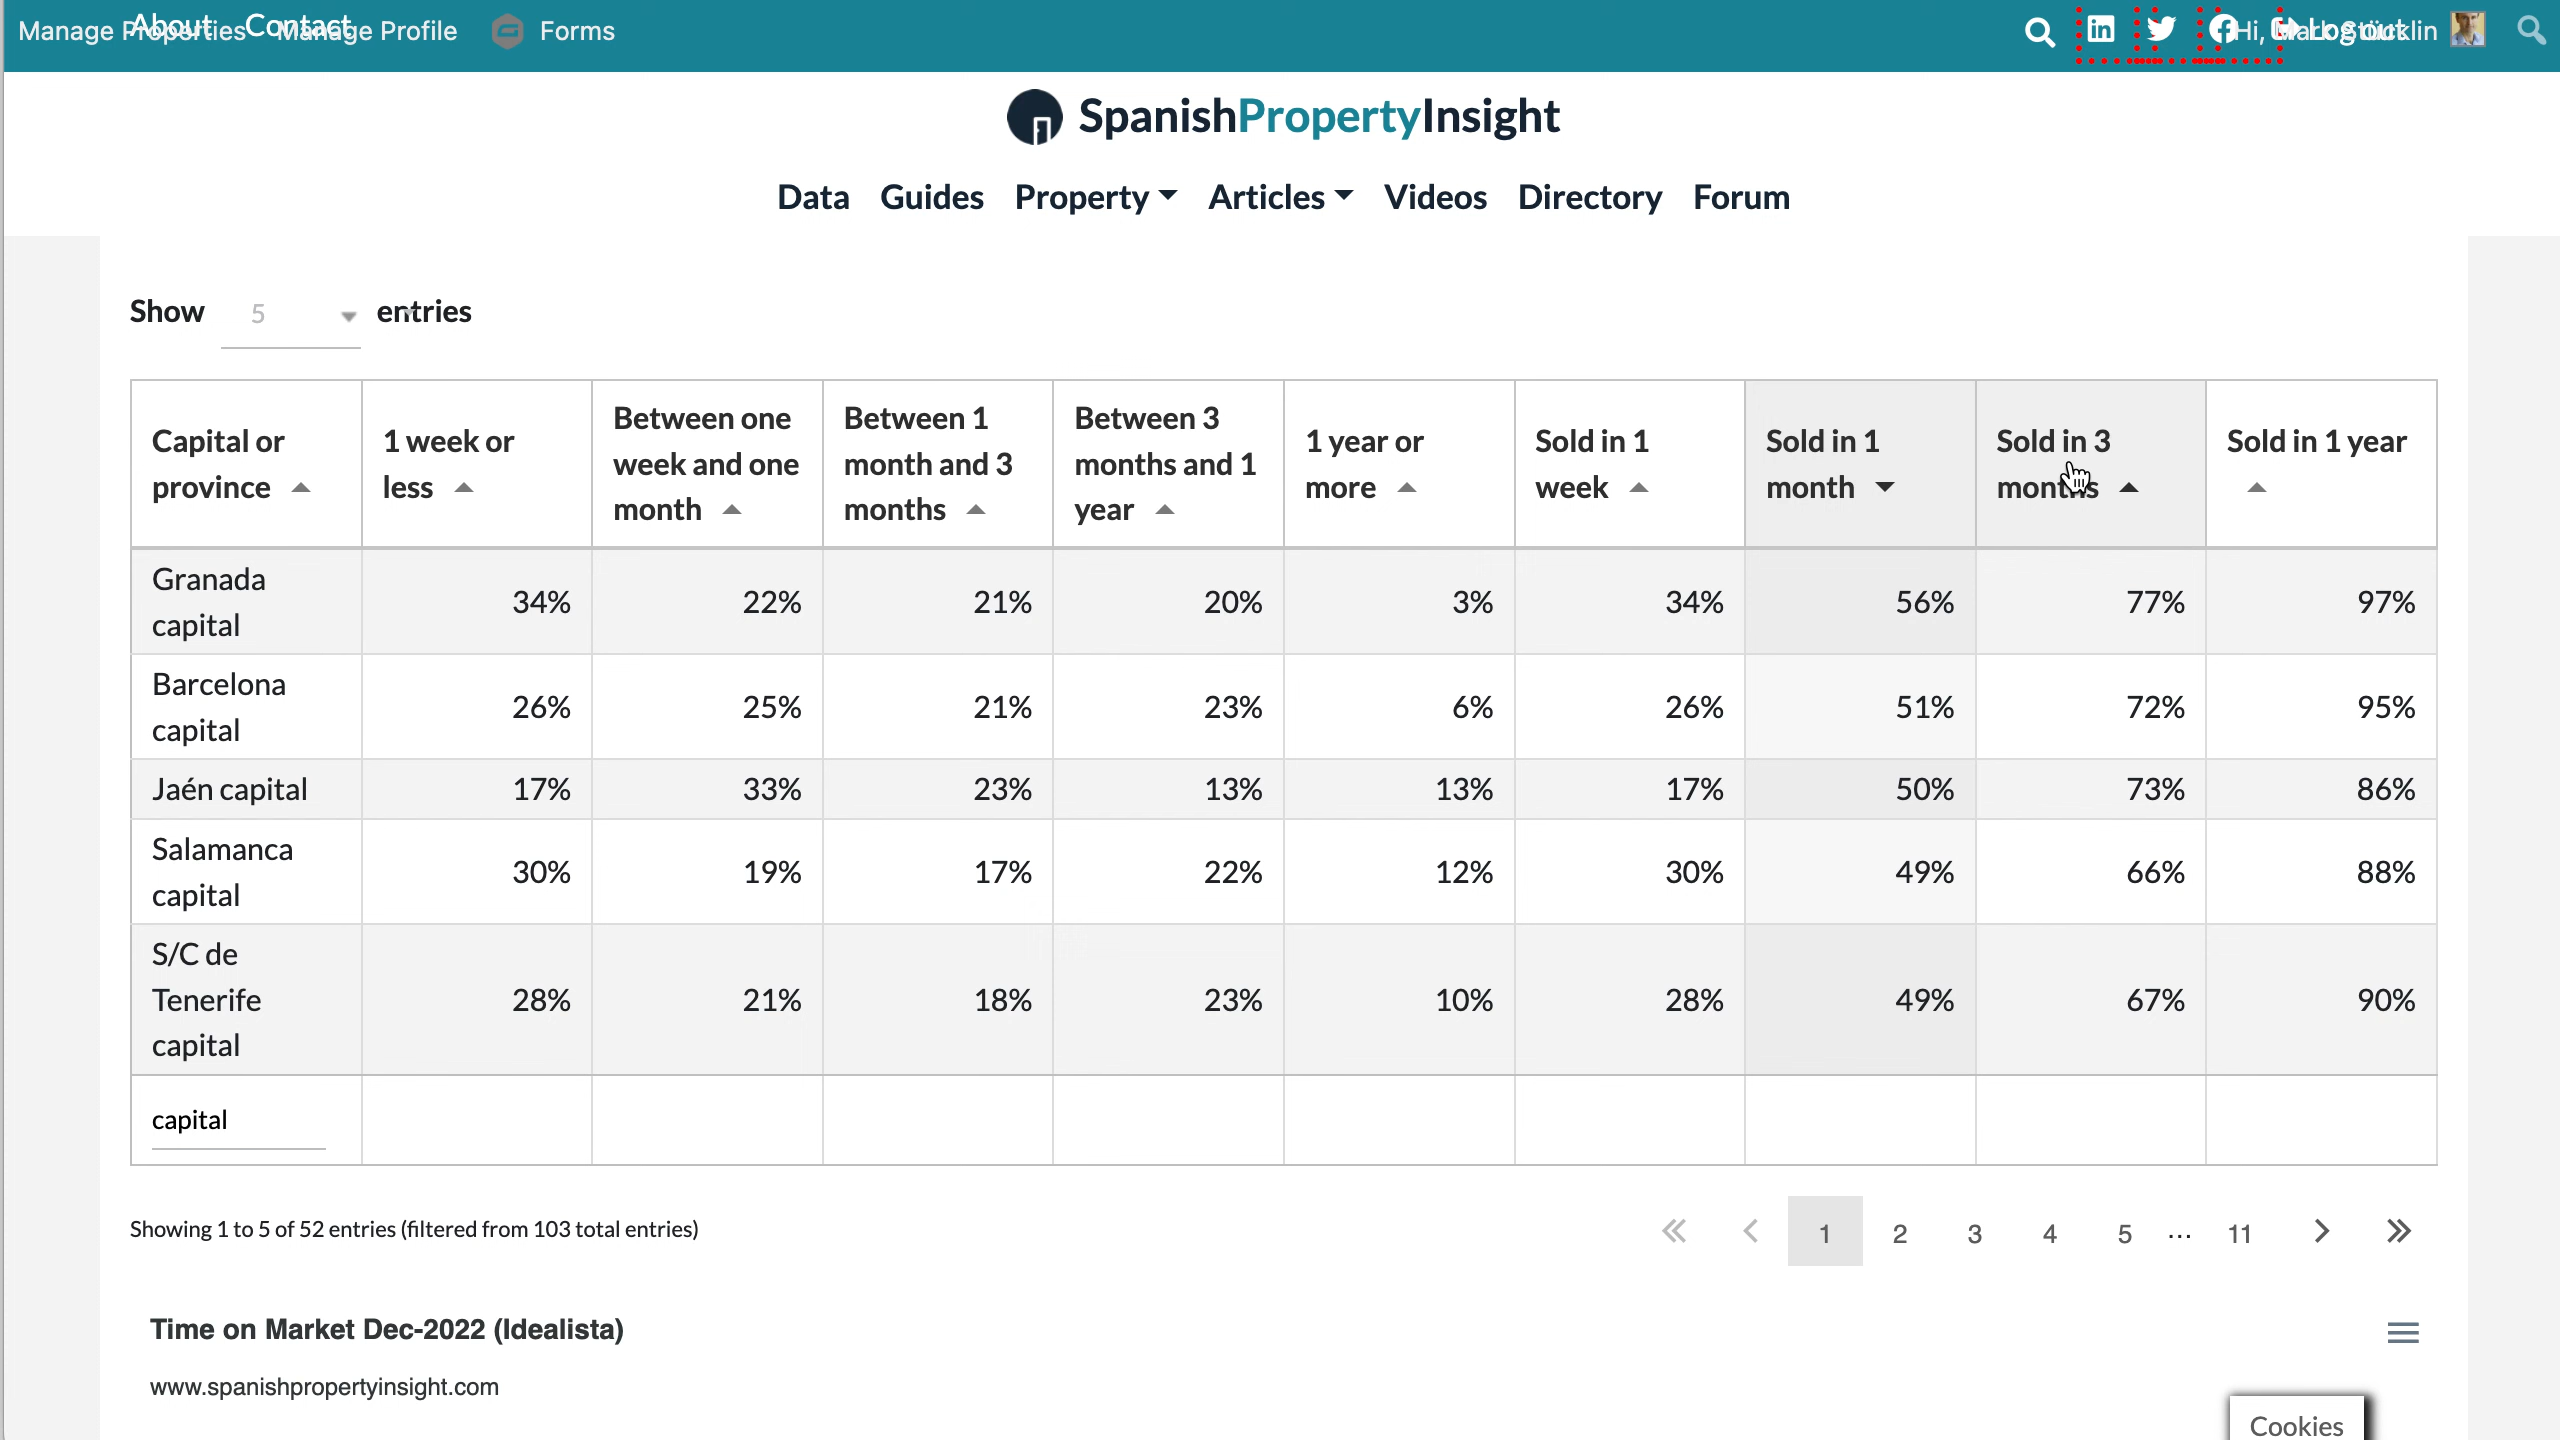 Manage Properties Manage Profile Forms
About Contact
Hi, Mark Stücklin
Logout
SpanishPropertyInsight
Data Guides Property Articles Videos Directory Forum
Show 5 entries
Capital or province
1 week or less
Between one week and one month
Between 1 month and 3 months
Between 3 months and 1 year
1 year or more
Sold in 1 week
Sold in 1 month
Sold in 3 months
Sold in 1 year
Granada capital 34% 22% 21% 20% 3% 34% 56% 77% 97%
Barcelona capital 26% 25% 21% 23% 6% 26% 51% 72% 95%
Jaén capital 17% 33% 23% 13% 13% 17% 50% 73% 86%
Salamanca capital 30% 19% 17% 22% 12% 30% 49% 66% 88%
S/C de Tenerife capital 28% 21% 18% 23% 10% 28% 49% 67% 90%
capital
Showing 1 to 5 of 52 entries (filtered from 103 total entries)
1 2 3 4 5 ... 11
Time on Market Dec-2022 (Idealista)
www.spanishpropertyinsight.com
Cookies